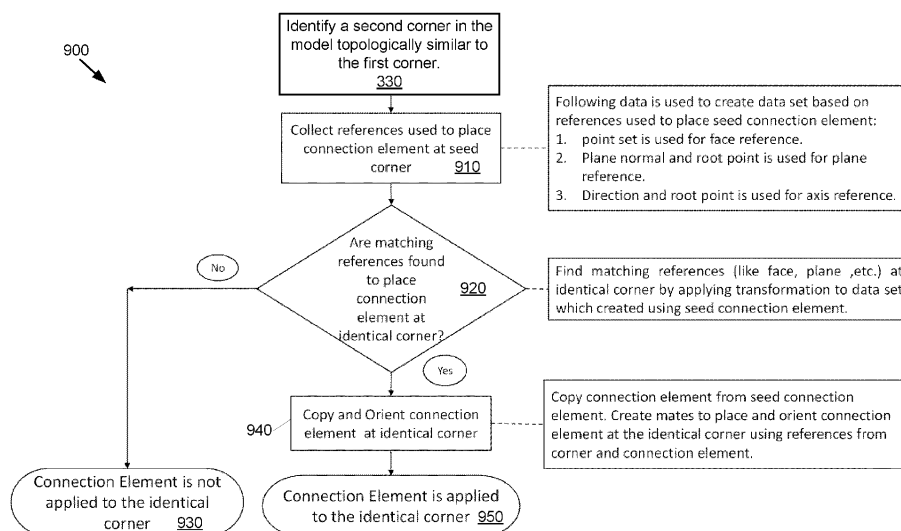 900
Identify a second corner in the
model topologically similar to
the first corner.
330
Collect references used to place
connection element at seed
corner 910
Following data is used to create data set based on
references used to place seed connection element:
1. point set is used for face reference.
2. Plane normal and root point is used for plane
reference.
3. Direction and root point is used for axis reference.
Are matching
references found
to place
connection
element at
identical corner?
920
No
Yes
Find matching references (like face, plane ,etc.) at
identical corner by applying transformation to data set
which created using seed connection element.
940
Copy and Orient connection
element at identical corner
Copy connection element from seed connection
element. Create mates to place and orient connection
element at the identical corner using references from
corner and connection element.
Connection Element is not
applied to the identical
corner 930
Connection Element is applied
to the identical corner 950